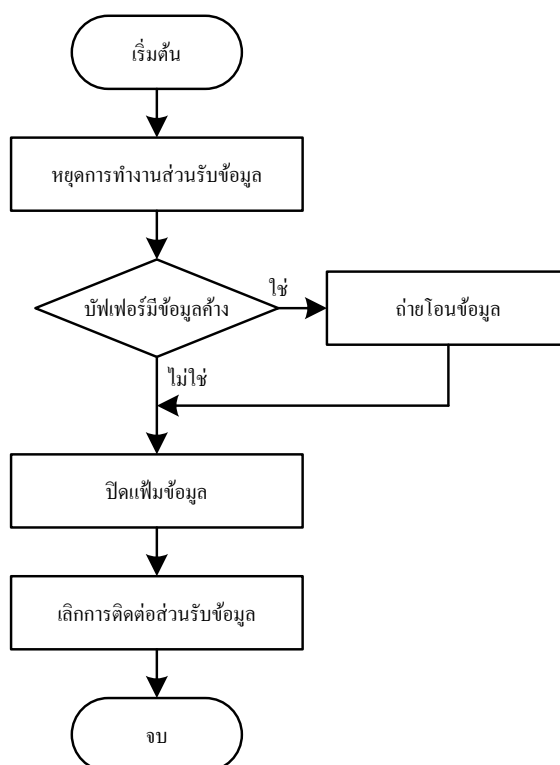 เริ่มต้น
หยุดการทำงานส่วนรับข้อมูล
บัฟเฟอร์มีข้อมูลค้าง
ใช่
ถ่ายโอนข้อมูล
ไม่ใช่
ปิดแฟ้มข้อมูล
เลิกการติดต่อส่วนรับข้อมูล
จบ